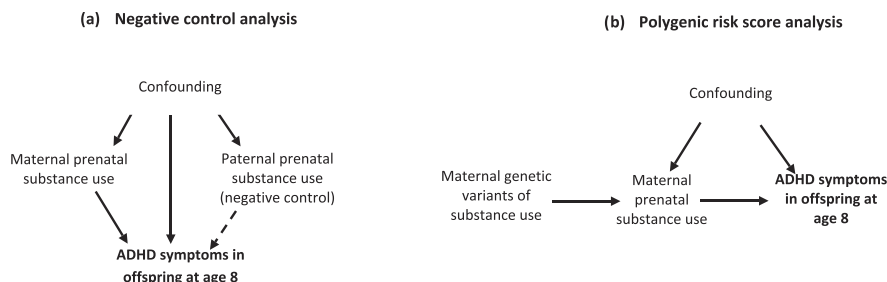 (a) Negative control analysis
Confounding
Maternal prenatal
substance use
Paternal prenatal
substance use
(negative control)
ADHD symptoms in
offspring at age 8
(b) Polygenic risk score analysis
Confounding
Maternal genetic
variants of
substance use
Maternal
prenatal
substance use
ADHD symptoms
in offspring at
age 8